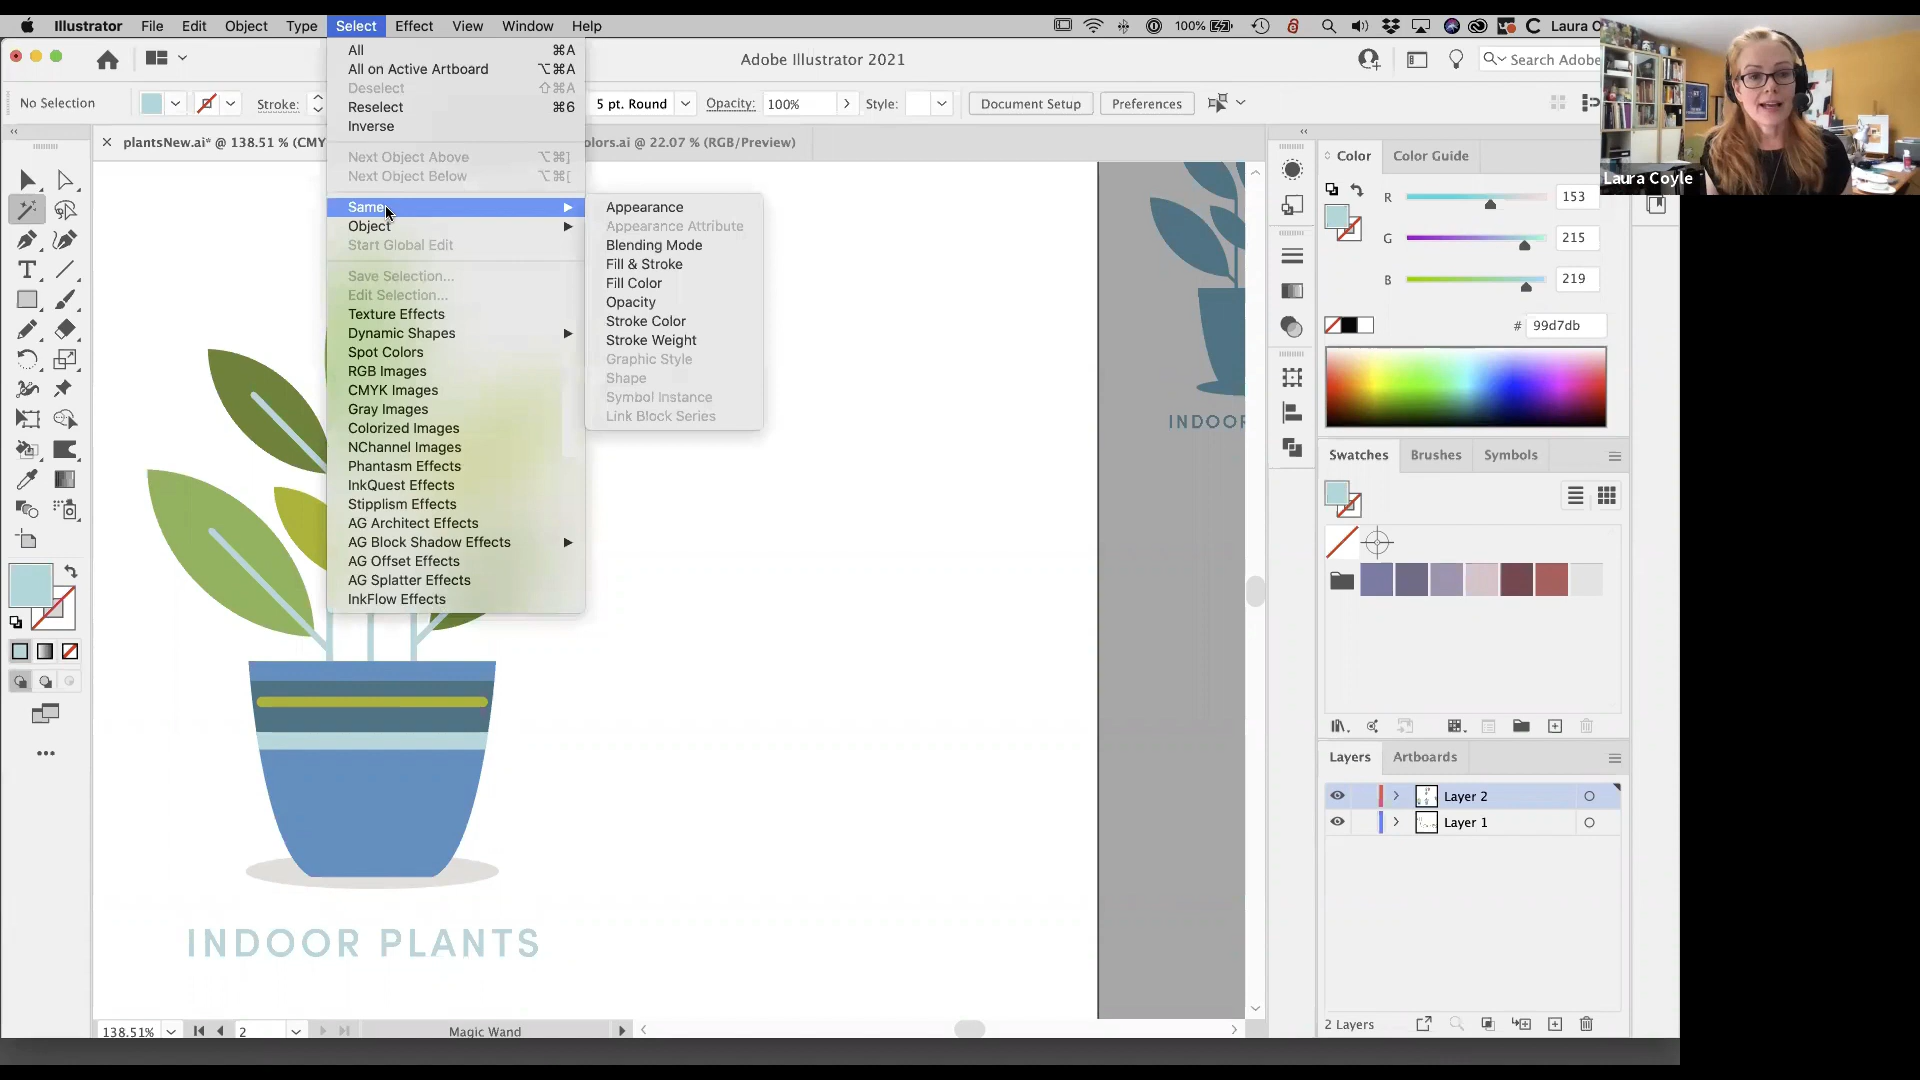 Illustrator File Edit Object Type Select Effect View Window Help 100% Laura Co
Adobe Illustrator 2021
Search Adobe
No Selection Stroke: 5 pt. Round Opacity: 100% Style: Document Setup Preferences
× plantsNew.ai* @ 138.51 % (CMY
olors.ai @ 22.07 % (RGB/Preview)
All ⌘A
All on Active Artboard ⌥⌘A
Deselect ⇧⌘A
Reselect ⌘6
Inverse
Next Object Above ⌥⌘]
Next Object Below ⌥⌘[
Same
Object
Start Global Edit
Save Selection...
Edit Selection...
Texture Effects
Dynamic Shapes
Spot Colors
RGB Images
CMYK Images
Gray Images
Colorized Images
NChannel Images
Phantasm Effects
InkQuest Effects
Stipplism Effects
AG Architect Effects
AG Block Shadow Effects
AG Offset Effects
AG Splatter Effects
InkFlow Effects
Appearance
Appearance Attribute
Blending Mode
Fill & Stroke
Fill Color
Opacity
Stroke Color
Stroke Weight
Graphic Style
Shape
Symbol Instance
Link Block Series
INDOOR PLANTS
INDOOR
Laura Coyle
Color Color Guide
R 153
G 215
B 219
# 99d7db
Swatches Brushes Symbols
Layers Artboards
Layer 2
Layer 1
2 Layers
138.51% 2 Magic Wand